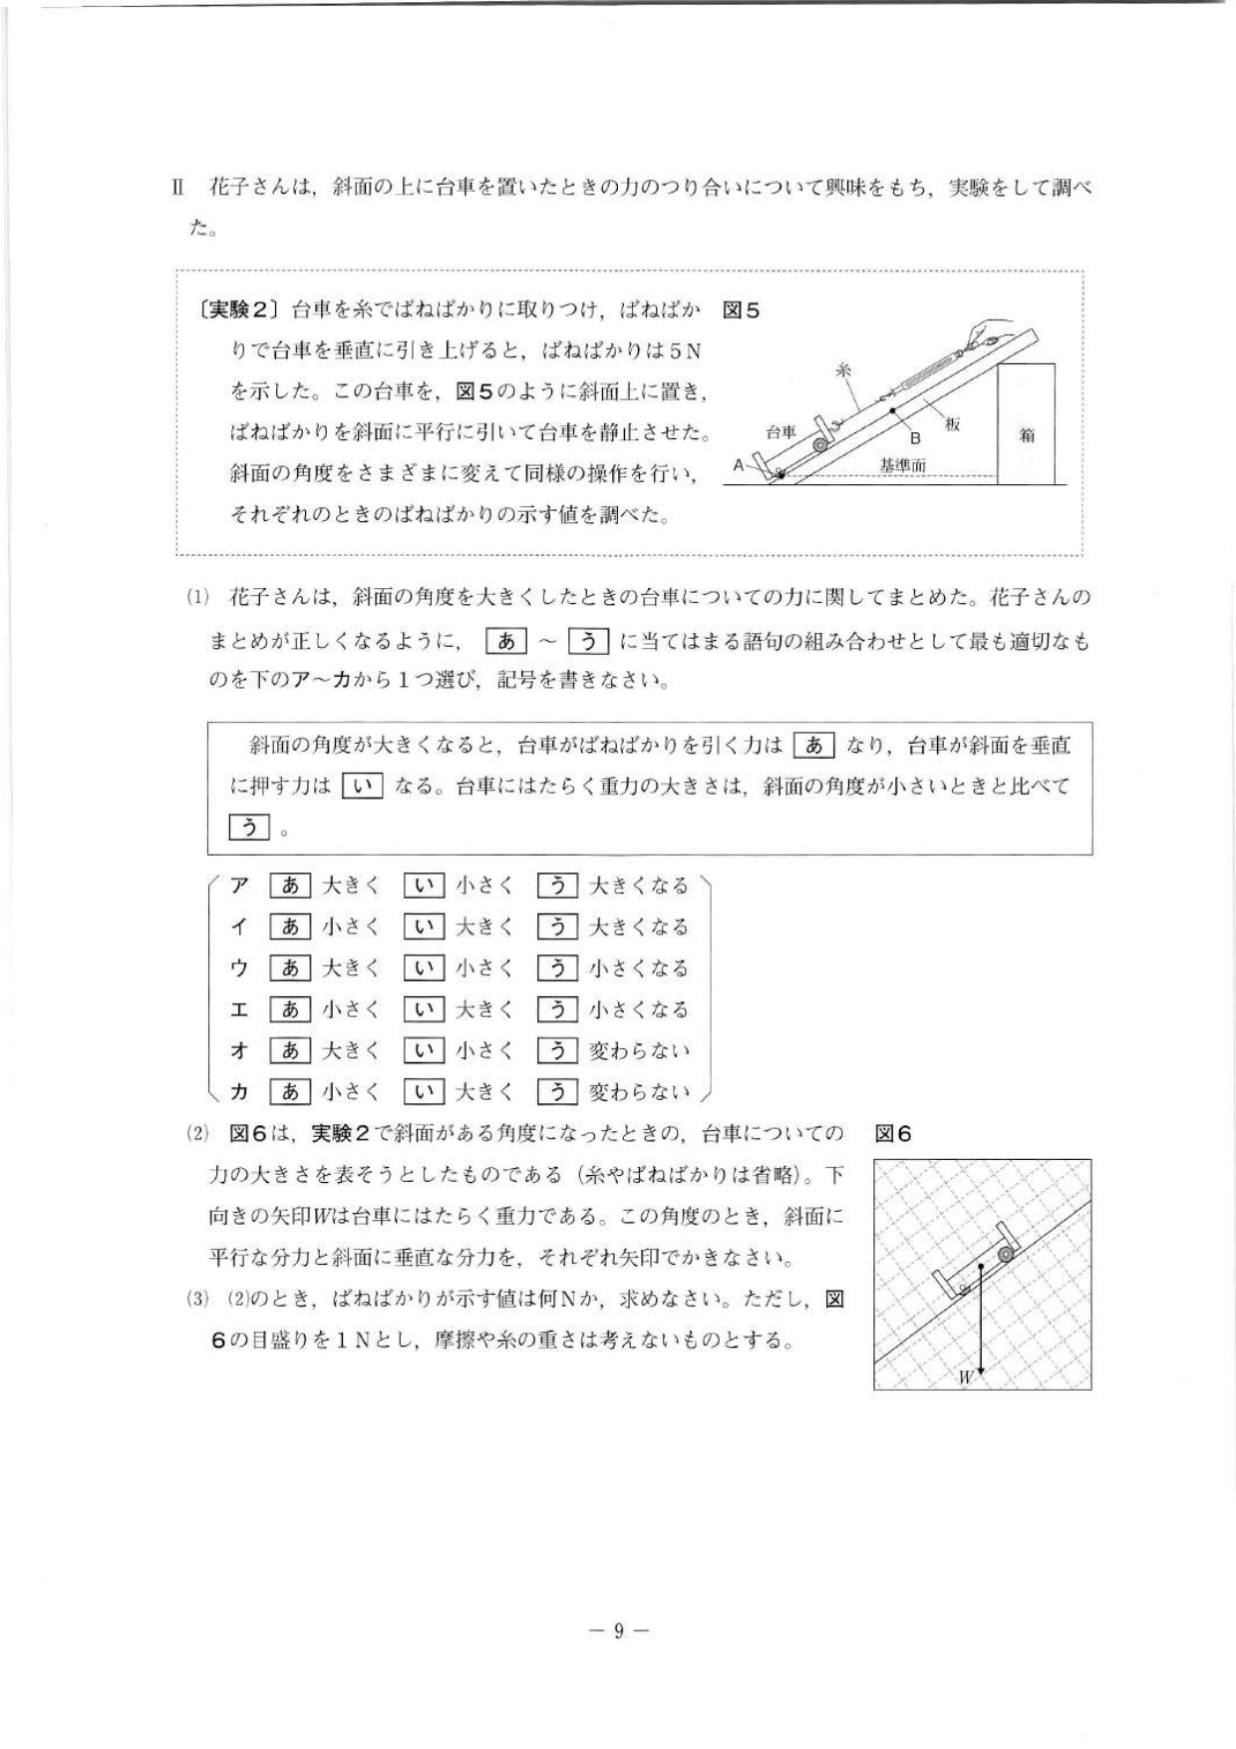 Ⅱ 花子さんは，斜面の上に台車を置いたときの力のつり合いについて興味をもち，実験をして調べ
た。
〔実験2〕台車を糸でばねばかりに取りつけ，ばねばか
りで台車を垂直に引き上げると，ばねばかりは5N
を示した。この台車を，図5のように斜面上に置き，
ばねばかりを斜面に平行に引いて台車を静止させた。
斜面の角度をさまざまに変えて同様の操作を行い，
それぞれのときのばねばかりの示す値を調べた。
図5
糸
台車
板
B
箱
A
基準面
(1) 花子さんは，斜面の角度を大きくしたときの台車についての力に関してまとめた。花子さんの
まとめが正しくなるように， あ ～ う に当てはまる語句の組み合わせとして最も適切なも
のを下のア～カから1つ選び，記号を書きなさい。
斜面の角度が大きくなると，台車がばねばかりを引く力は あ なり，台車が斜面を垂直
に押す力は い なる。台車にはたらく重力の大きさは，斜面の角度が小さいときと比べて
う 。
ア あ 大きく い 小さく う 大きくなる
イ あ 小さく い 大きく う 大きくなる
ウ あ 大きく い 小さく う 小さくなる
エ あ 小さく い 大きく う 小さくなる
オ あ 大きく い 小さく う 変わらない
カ あ 小さく い 大きく う 変わらない
(2) 図6は，実験2で斜面がある角度になったときの，台車についての
力の大きさを表そうとしたものである（糸やばねばかりは省略）。下
向きの矢印Wは台車にはたらく重力である。この角度のとき，斜面に
平行な分力と斜面に垂直な分力を，それぞれ矢印でかきなさい。
(3) (2)のとき，ばねばかりが示す値は何Nか，求めなさい。ただし，図
6の目盛りを1Nとし，摩擦や糸の重さは考えないものとする。
図6
W
－ 9 －